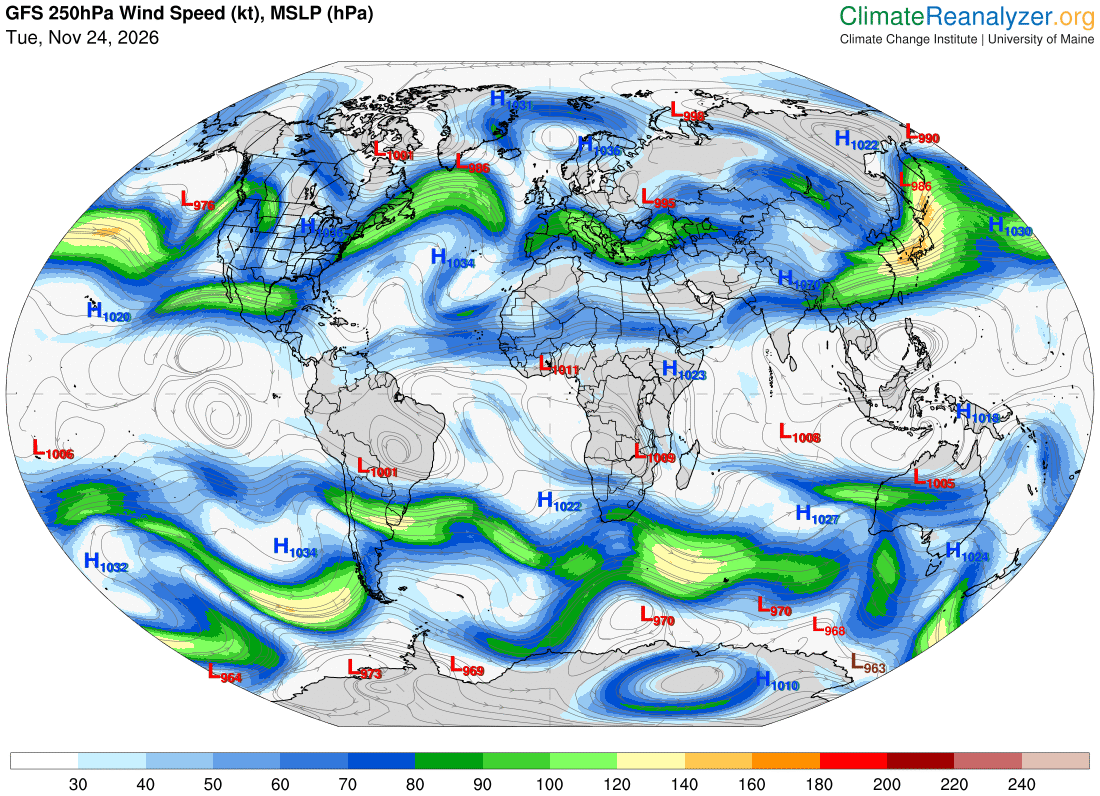 GFS 250hPa Wind Speed (kt), MSLP (hPa)
Tue, Nov 24, 2026
ClimateReanalyzer.org
Climate Change Institute | University of Maine
H1031
L998
L990
H1022
L1001
H1036
L986
L986
L978
L995
H1030
H1034
H1020
L1011
H1023
H1018
L1008
L1006
L1009
L1001
L1005
H1022
H1027
H1034
H1024
H1032
L970
L970
L968
L963
L969
L973
L964
H1010
30 40 50 60 70 80 90 100 120 140 160 180 200 220 240